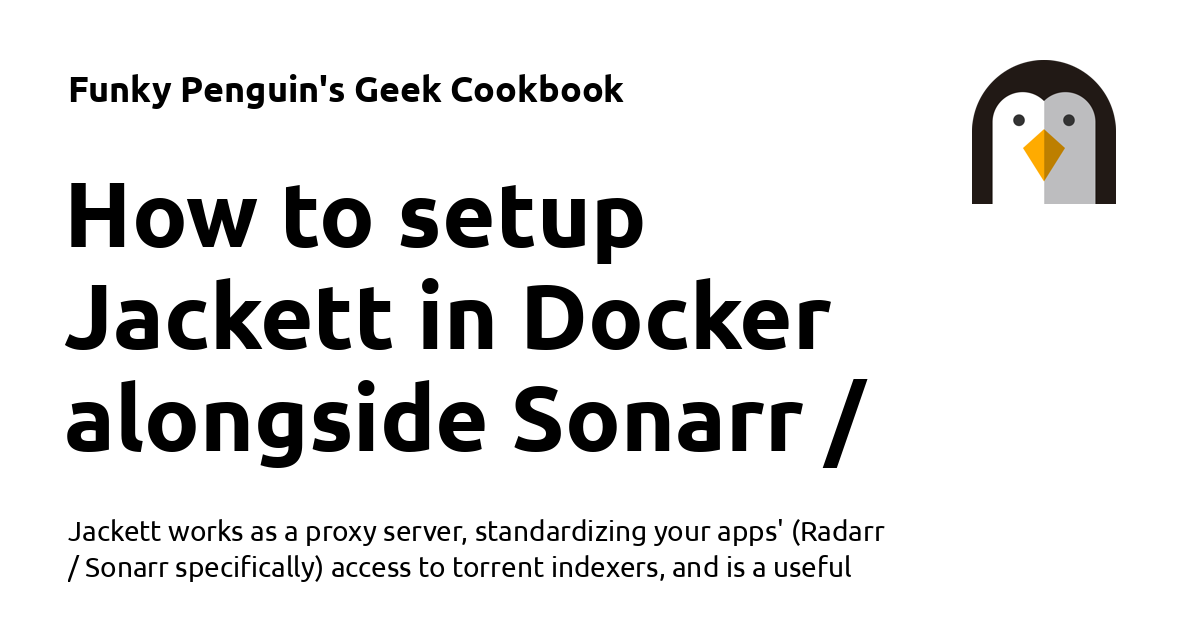 Funky Penguin's Geek Cookbook
How to setup
Jackett in Docker
alongside Sonarr /
Jackett works as a proxy server, standardizing your apps' (Radarr
/ Sonarr specifically) access to torrent indexers, and is a useful